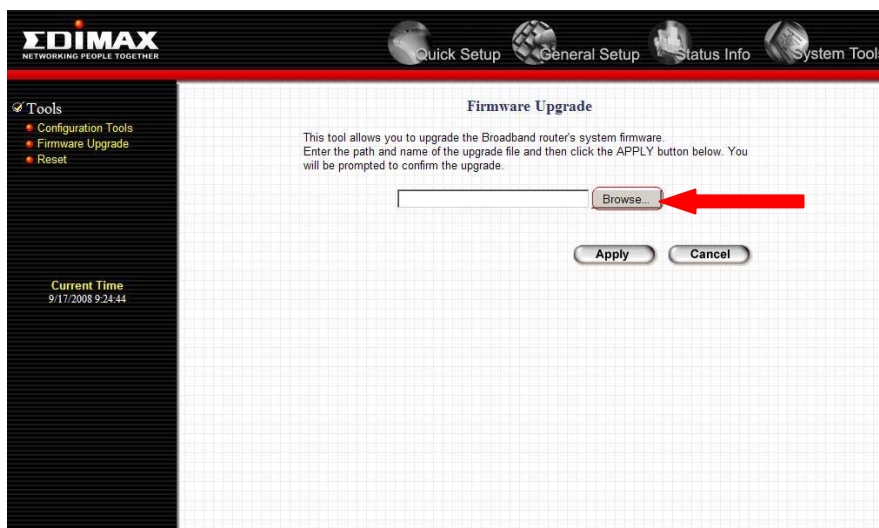 EDIMAX
NETWORKING PEOPLE TOGETHER
Quick Setup
General Setup
Status Info
System Tool
Tools
Configuration Tools
Firmware Upgrade
Reset
Current Time
9/17/2008 9:24:44
Firmware Upgrade
This tool allows you to upgrade the Broadband router's system firmware.
Enter the path and name of the upgrade file and then click the APPLY button below. You
will be prompted to confirm the upgrade.
Browse...
Apply
Cancel